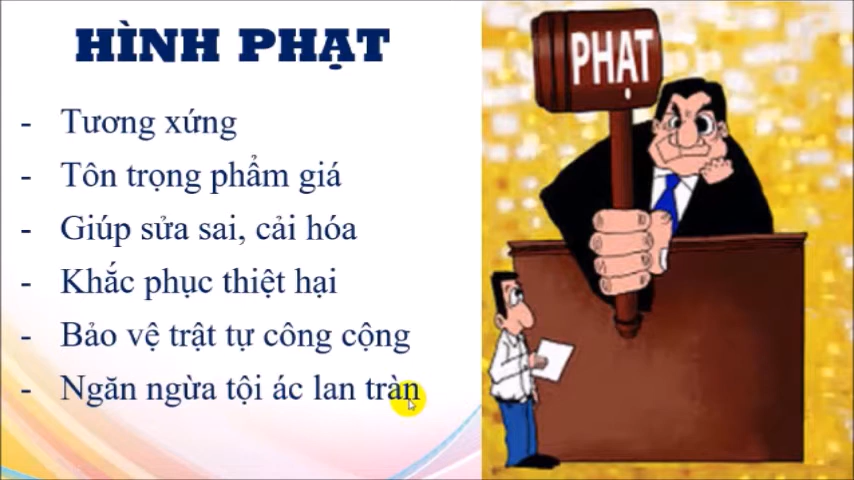 HÌNH PHẠT
- Tương xứng
- Tôn trọng phẩm giá
- Giúp sửa sai, cải hóa
- Khắc phục thiệt hại
- Bảo vệ trật tự công cộng
- Ngăn ngừa tội ác lan tràn
PHẠT